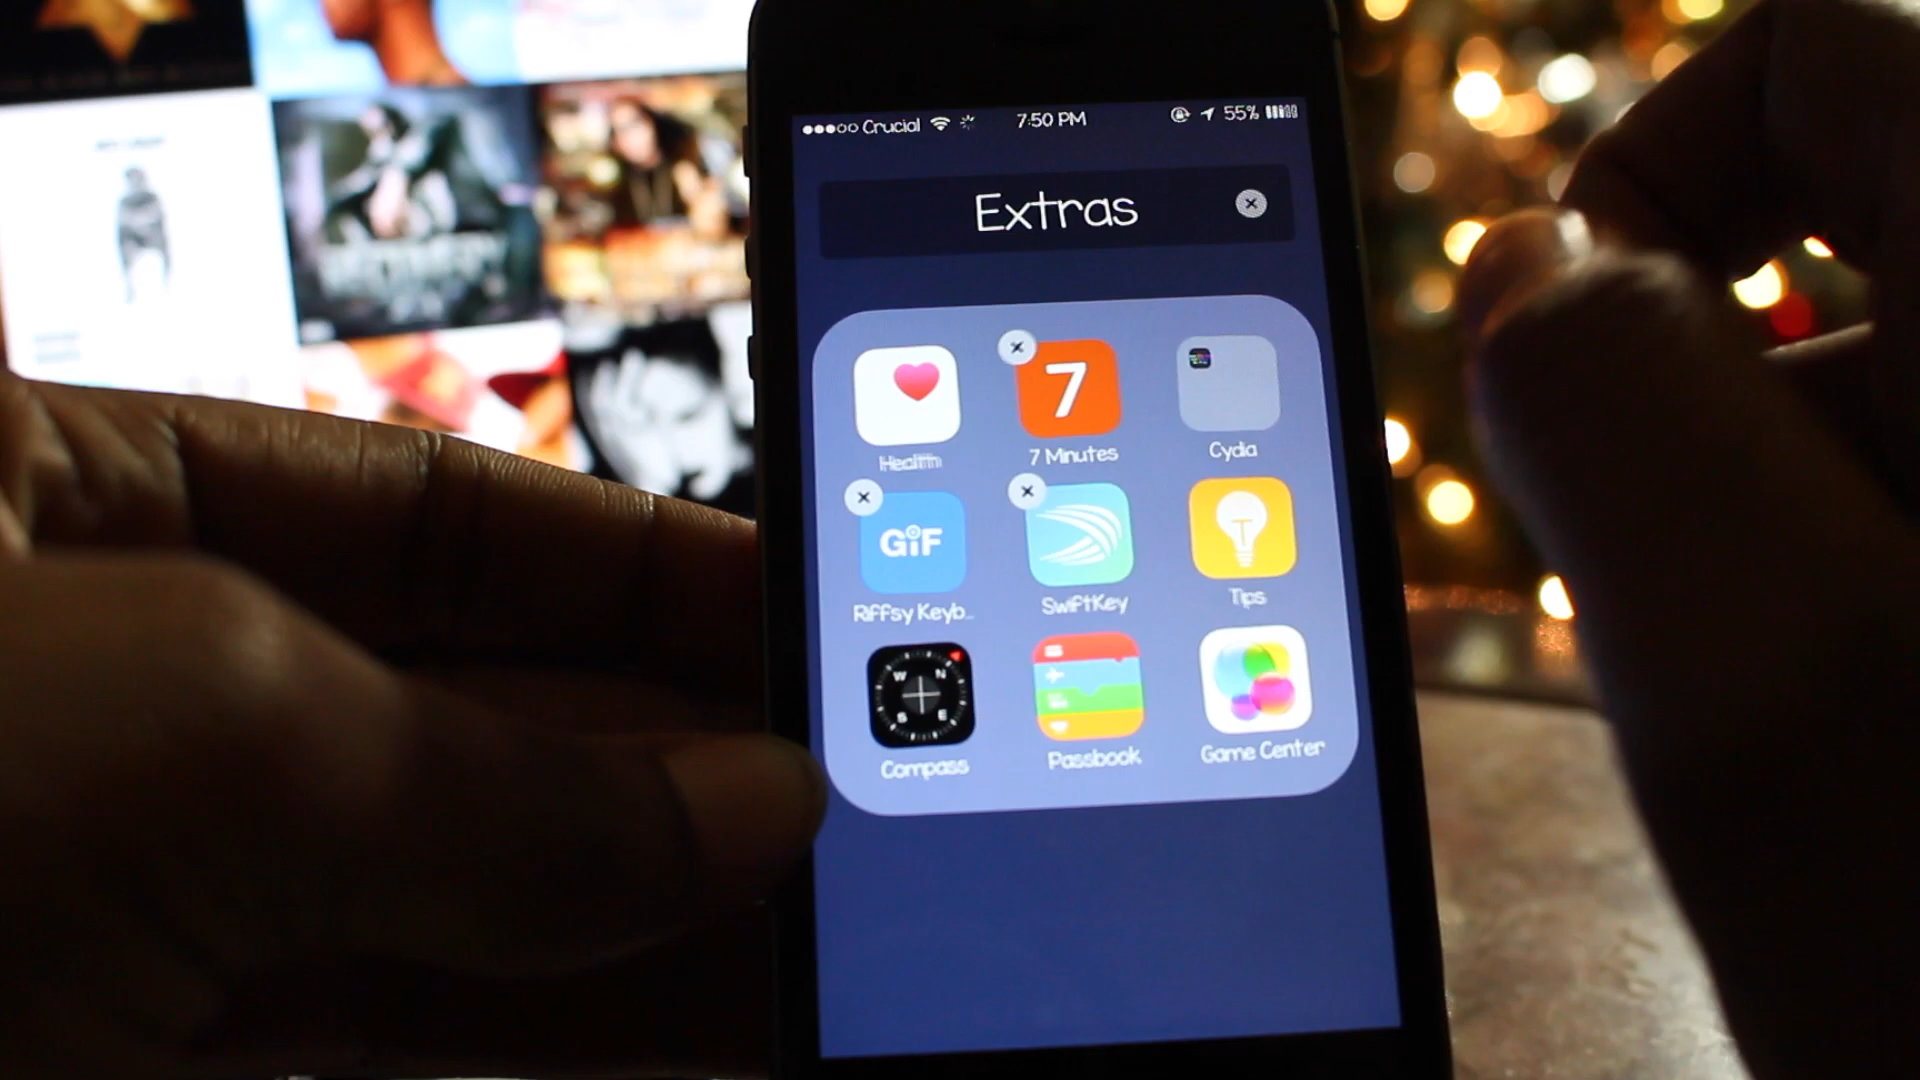 Crucial 7:50 PM 55%
Extras
7
Health 7 Minutes Cydia
GIF
Riffsy Keyb... SwiftKey Tips
W N
S E
Compass Passbook Game Center